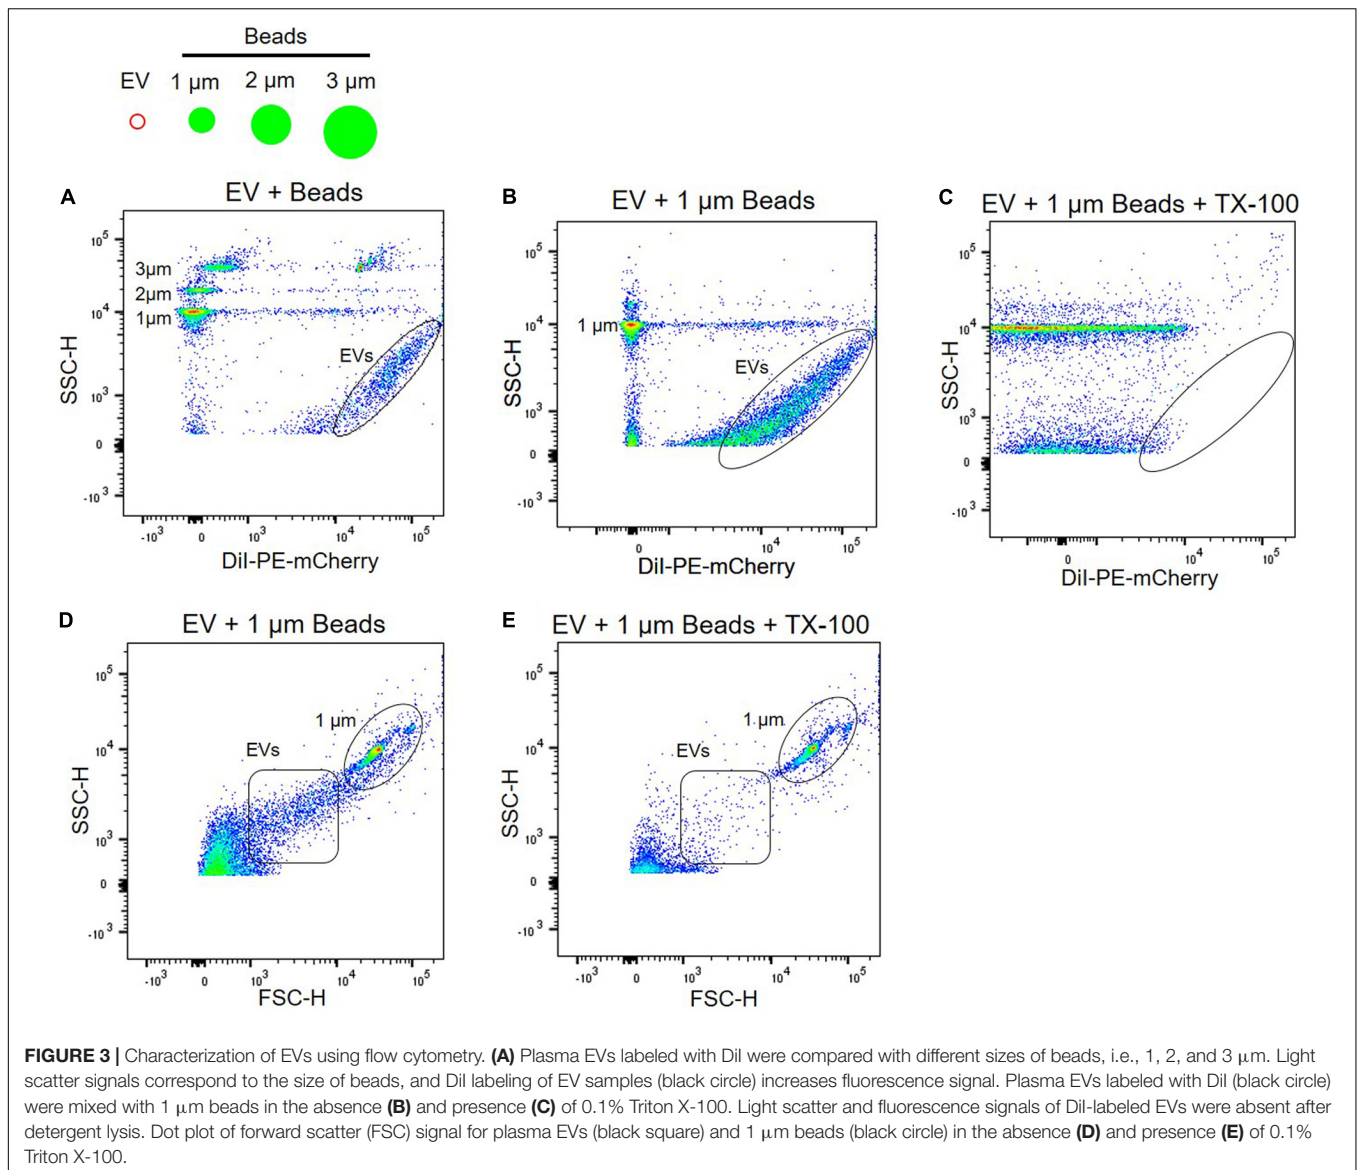 Beads
EV 1 μm 2 μm 3 μm
A EV + Beads
SSC-H
10^5
10^4
10^3
0
-10^3
3μm
2μm
1μm
EVs
-10^3 0 10^3 10^4 10^5
DiI-PE-mCherry
B EV + 1 μm Beads
SSC-H
10^5
10^4
10^3
0
-10^3
1 μm
EVs
0 10^4 10^5
DiI-PE-mCherry
C EV + 1 μm Beads + TX-100
10^5
10^4
10^3
0
-10^3
0 10^4 10^5
DiI-PE-mCherry
D EV + 1 μm Beads
SSC-H
10^5
10^4
10^3
0
-10^3
1 μm
EVs
-10^3 0 10^3 10^4 10^5
FSC-H
E EV + 1 μm Beads + TX-100
SSC-H
10^5
10^4
10^3
0
-10^3
1 μm
EVs
-10^3 0 10^3 10^4 10^5
FSC-H
FIGURE 3 | Characterization of EVs using flow cytometry. (A) Plasma EVs labeled with DiI were compared with different sizes of beads, i.e., 1, 2, and 3 μm. Light
scatter signals correspond to the size of beads, and DiI labeling of EV samples (black circle) increases fluorescence signal. Plasma EVs labeled with DiI (black circle)
were mixed with 1 μm beads in the absence (B) and presence (C) of 0.1% Triton X-100. Light scatter and fluorescence signals of DiI-labeled EVs were absent after
detergent lysis. Dot plot of forward scatter (FSC) signal for plasma EVs (black square) and 1 μm beads (black circle) in the absence (D) and presence (E) of 0.1%
Triton X-100.